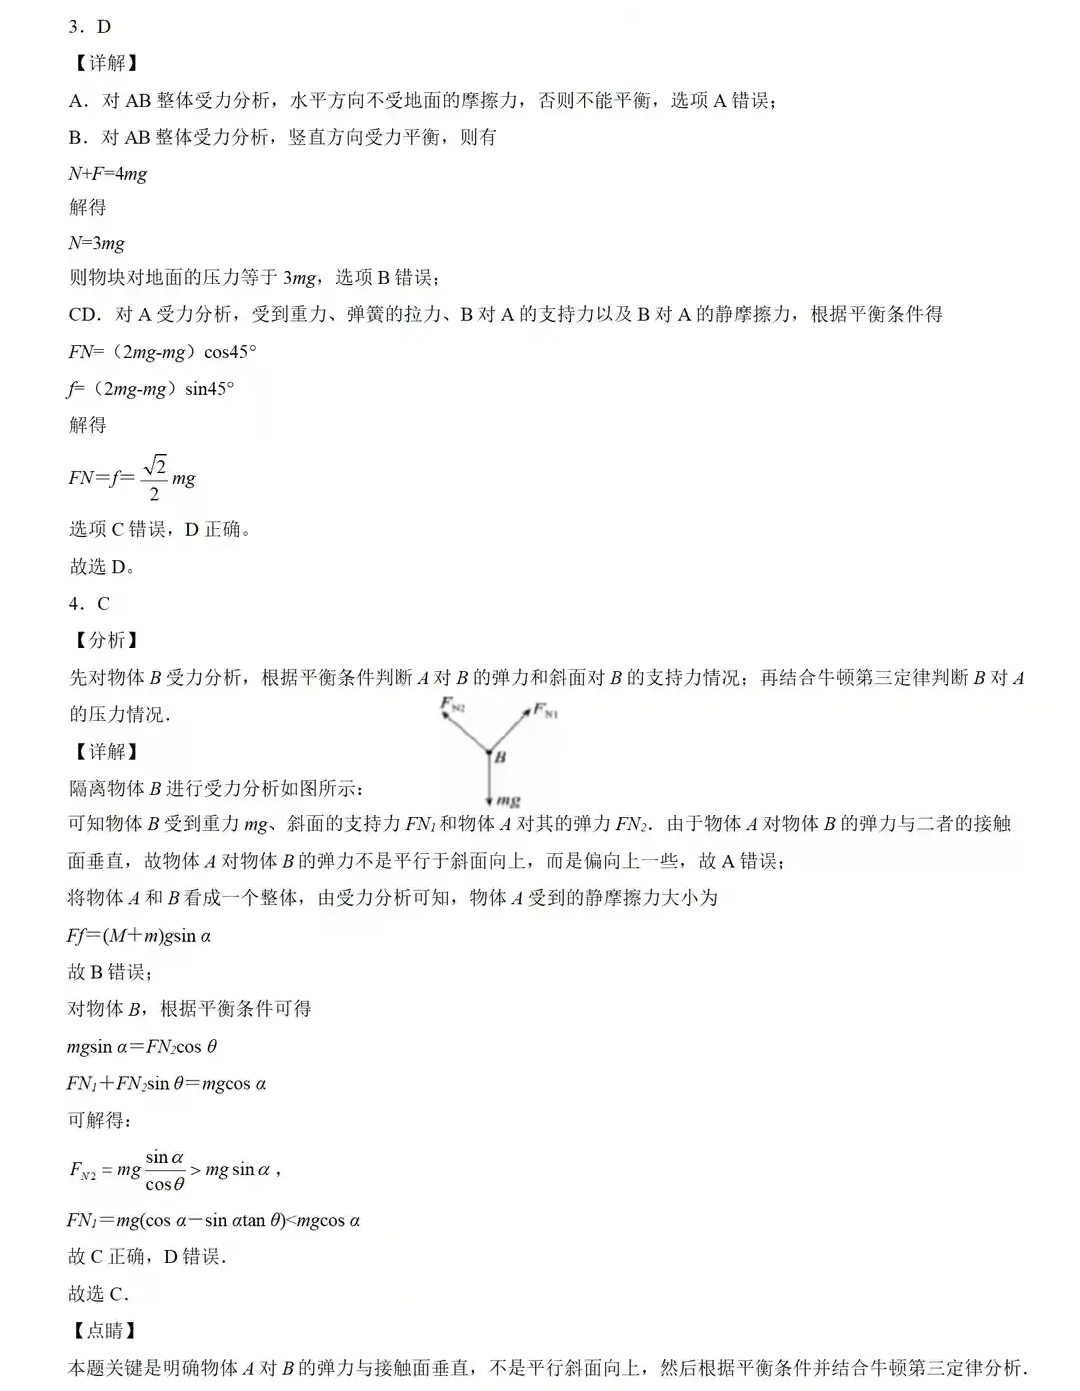 3．D
【详解】
A．对 AB 整体受力分析，水平方向不受地面的摩擦力，否则不能平衡，选项 A 错误；
B．对 AB 整体受力分析，竖直方向受力平衡，则有
N+F=4mg
解得
N=3mg
则物块对地面的压力等于 3mg，选项 B 错误；
CD．对 A 受力分析，受到重力、弹簧的拉力、B 对 A 的支持力以及 B 对 A 的静摩擦力，根据平衡条件得
FN=（2mg-mg）cos45°
f=（2mg-mg）sin45°
解得
FN＝f＝√2/2 mg
选项 C 错误，D 正确。
故选 D。
4．C
【分析】
先对物体 B 受力分析，根据平衡条件判断 A 对 B 的弹力和斜面对 B 的支持力情况；再结合牛顿第三定律判断 B 对 A
的压力情况．
F_N2 F_N1
【详解】
B
隔离物体 B 进行受力分析如图所示：
mg
可知物体 B 受到重力 mg、斜面的支持力 FN₁和物体 A 对其的弹力 FN₂．由于物体 A 对物体 B 的弹力与二者的接触
面垂直，故物体 A 对物体 B 的弹力不是平行于斜面向上，而是偏向上一些，故 A 错误；
将物体 A 和 B 看成一个整体，由受力分析可知，物体 A 受到的静摩擦力大小为
Ff＝(M＋m)gsin α
故 B 错误；
对物体 B，根据平衡条件可得
mgsin α＝FN₂cos θ
FN₁＋FN₂sin θ＝mgcos α
可解得：
F_N2 = mg sinα/cosθ > mg sin α，
FN₁＝mg(cos α－sin αtan θ)<mgcos α
故 C 正确，D 错误．
故选 C．
【点睛】
本题关键是明确物体 A 对 B 的弹力与接触面垂直，不是平行斜面向上，然后根据平衡条件并结合牛顿第三定律分析．